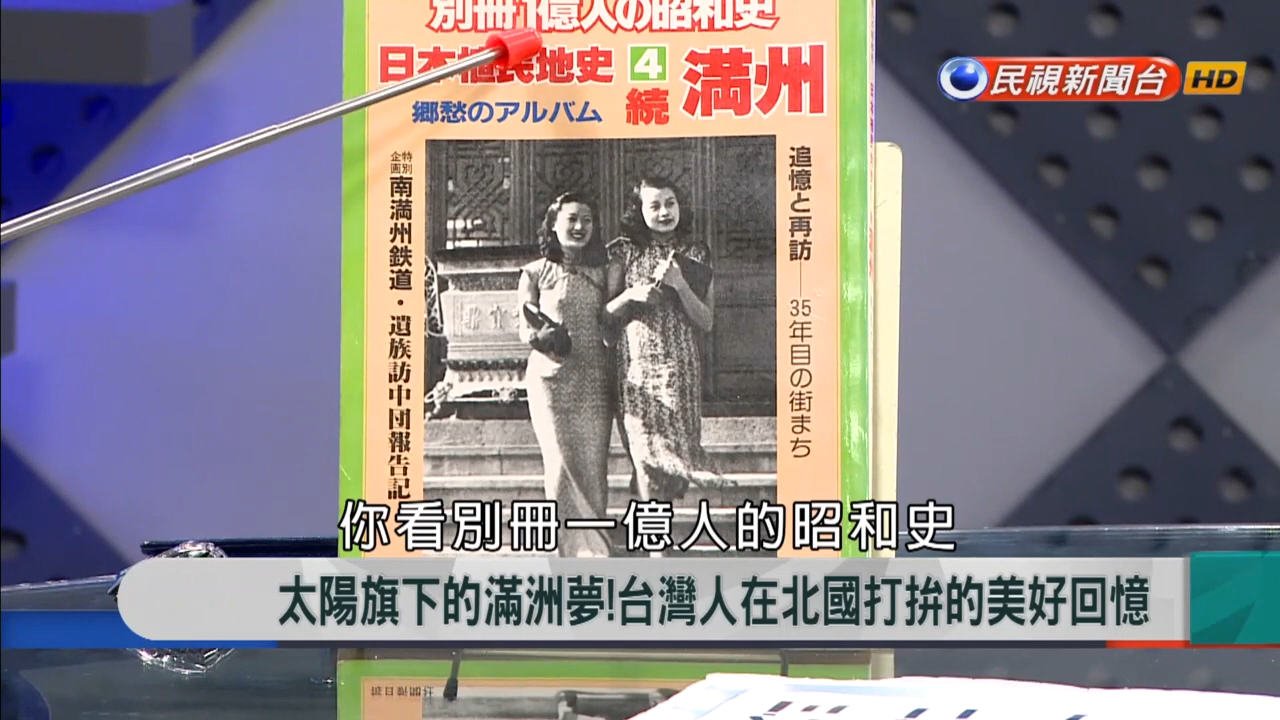 別冊1億人の昭和史
日本植民地史 4
続 満州
郷愁のアルバム
民視新聞台 HD
特別企画 南満州鉄道・遺族訪中団報告記
追憶と再訪——35年目の街まち
你看別冊一億人的昭和史
太陽旗下的滿洲夢!台灣人在北國打拚的美好回憶